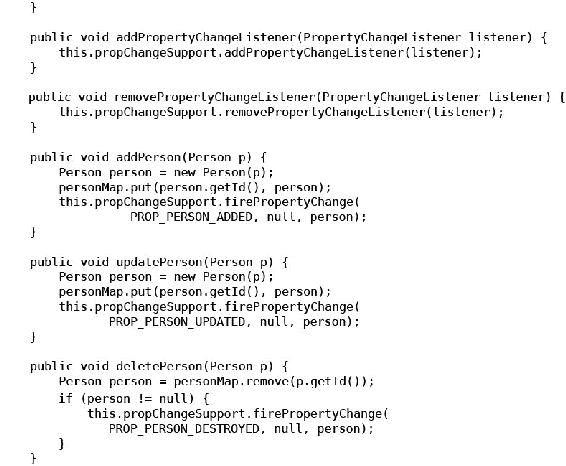 }
public void addPropertyChangeListener(PropertyChangeListener listener) {
this.propChangeSupport.addPropertyChangeListener(listener);
}
public void removePropertyChangeListener(PropertyChangeListener listener) {
this.propChangeSupport.removePropertyChangeListener(listener);
}
public void addPerson(Person p) {
Person person = new Person(p);
personMap.put(person.getId(), person);
this.propChangeSupport.firePropertyChange(
PROP_PERSON_ADDED, null, person);
}
public void updatePerson(Person p) {
Person person = new Person(p);
personMap.put(person.getId(), person);
this.propChangeSupport.firePropertyChange(
PROP_PERSON_UPDATED, null, person);
}
public void deletePerson(Person p) {
Person person = personMap.remove(p.getId());
if (person != null) {
this.propChangeSupport.firePropertyChange(
PROP_PERSON_DESTROYED, null, person);
}
}